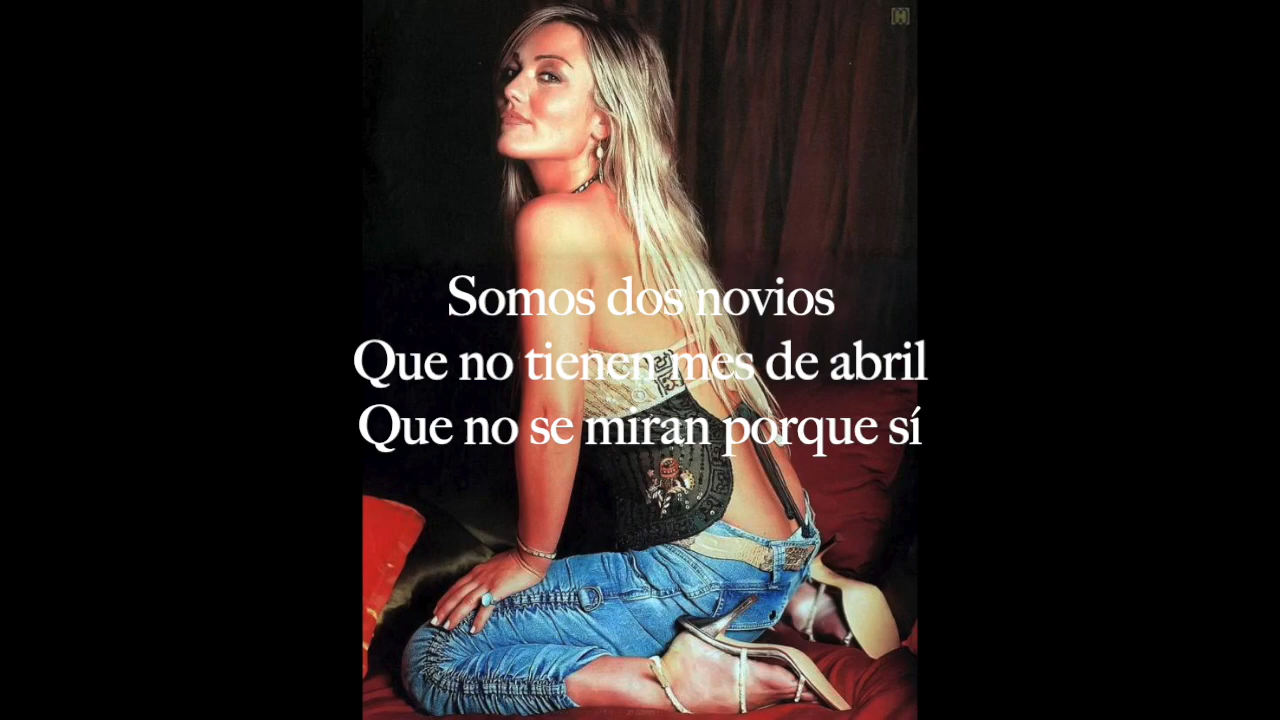 Somos dos novios
Que no tienen mes de abril
Que no se miran porque sí